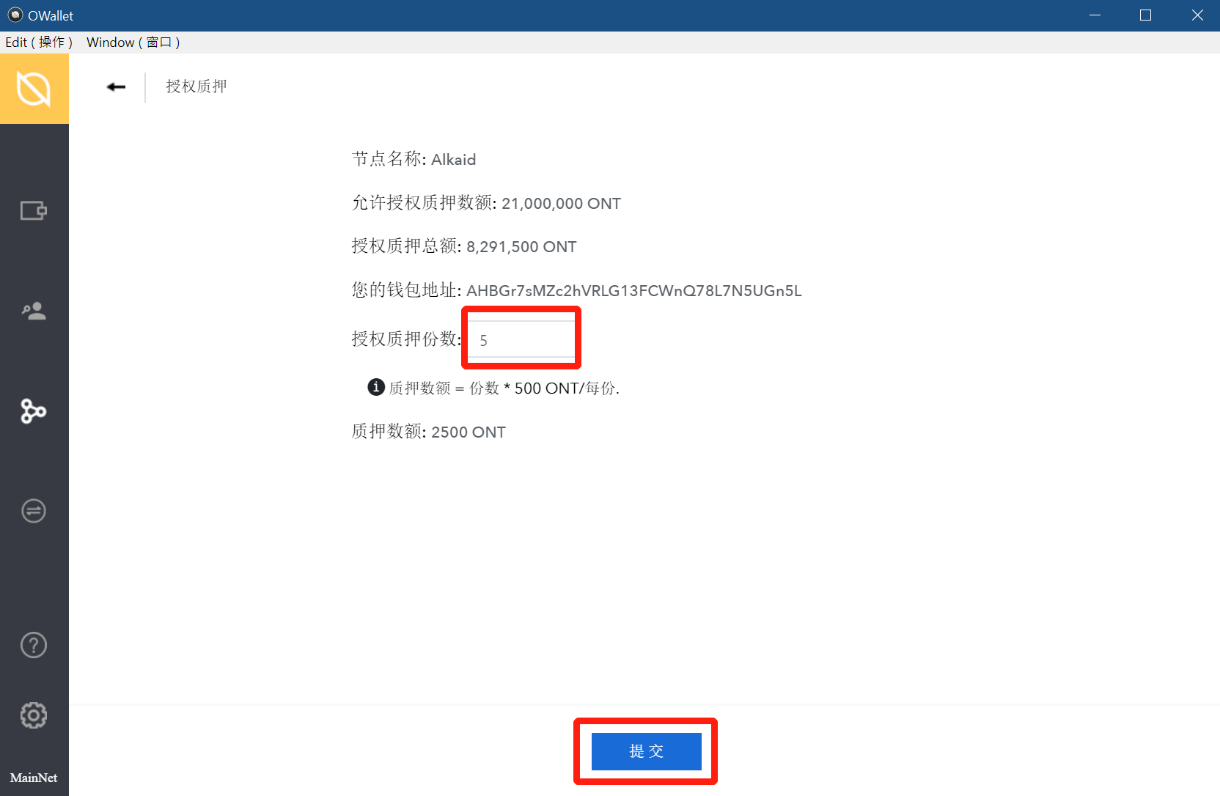 OWallet
Edit ( 操作 ) Window ( 窗口 )
授权质押
节点名称: Alkaid
允许授权质押数额: 21,000,000 ONT
授权质押总额: 8,291,500 ONT
您的钱包地址: AHBGr7sMZc2hVRLG13FCWnQ78L7N5UGn5L
授权质押份数: 5
质押数额 = 份数 * 500 ONT/每份.
质押数额: 2500 ONT
提交
MainNet